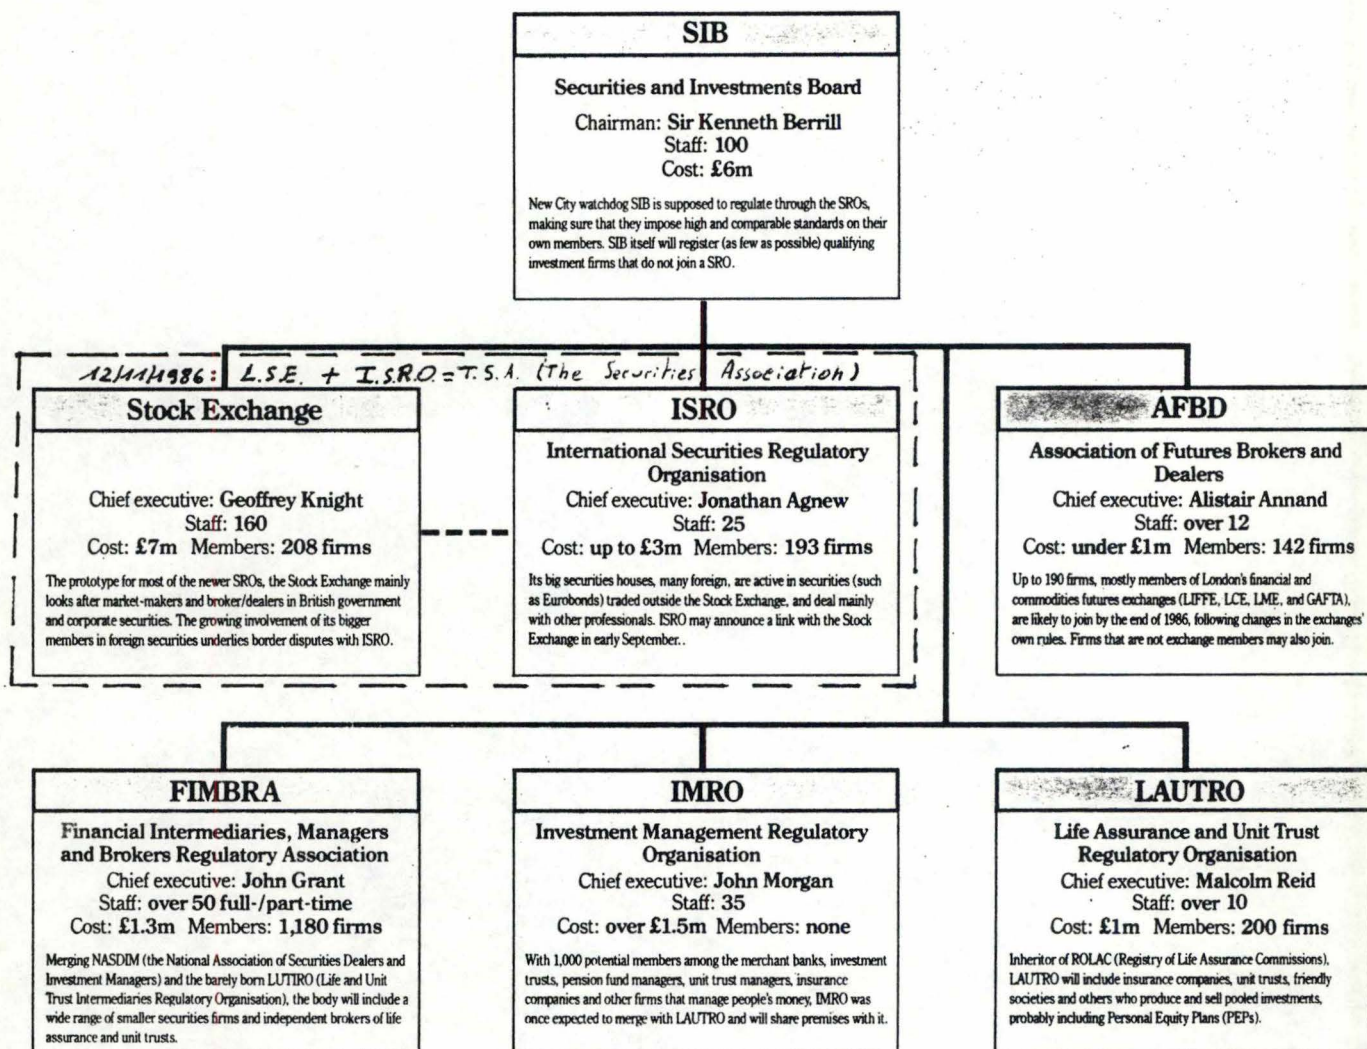 SIB
Securities and Investments Board
Chairman: Sir Kenneth Berrill
Staff: 100
Cost: £6m
New City watchdog SIB is supposed to regulate through the SROs,
making sure that they impose high and comparable standards on their
own members. SIB itself will register (as few as possible) qualifying
investment firms that do not join a SRO.
12/11/1986: L.S.E. + I.S.R.O. = T.S.A. (The Securities Association)
Stock Exchange
Chief executive: Geoffrey Knight
Staff: 160
Cost: £7m Members: 208 firms
The prototype for most of the newer SROs, the Stock Exchange mainly
looks after market-makers and broker/dealers in British government
and corporate securities. The growing involvement of its bigger
members in foreign securities underlies border disputes with ISRO.
ISRO
International Securities Regulatory
Organisation
Chief executive: Jonathan Agnew
Staff: 25
Cost: up to £3m Members: 193 firms
Its big securities houses, many foreign, are active in securities (such
as Eurobonds) traded outside the Stock Exchange, and deal mainly
with other professionals. ISRO may announce a link with the Stock
Exchange in early September..
AFBD
Association of Futures Brokers and
Dealers
Chief executive: Alistair Annand
Staff: over 12
Cost: under £1m Members: 142 firms
Up to 190 firms, mostly members of London's financial and
commodities futures exchanges (LIFFE, LCE, LME, and GAFTA),
are likely to join by the end of 1986, following changes in the exchanges'
own rules. Firms that are not exchange members may also join.
FIMBRA
Financial Intermediaries, Managers
and Brokers Regulatory Association
Chief executive: John Grant
Staff: over 50 full-/part-time
Cost: £1.3m Members: 1,180 firms
Merging NASDIM (the National Association of Securities Dealers and
Investment Managers) and the barely born LUTIRO (Life and Unit
Trust Intermediaries Regulatory Organisation), the body will include a
wide range of smaller securities firms and independent brokers of life
assurance and unit trusts.
IMRO
Investment Management Regulatory
Organisation
Chief executive: John Morgan
Staff: 35
Cost: over £1.5m Members: none
With 1,000 potential members among the merchant banks, investment
trusts, pension fund managers, unit trust managers, insurance
companies and other firms that manage people's money, IMRO was
once expected to merge with LAUTRO and will share premises with it.
LAUTRO
Life Assurance and Unit Trust
Regulatory Organisation
Chief executive: Malcolm Reid
Staff: over 10
Cost: £1m Members: 200 firms
Inheritor of ROLAC (Registry of Life Assurance Commissions),
LAUTRO will include insurance companies, unit trusts, friendly
societies and others who produce and sell pooled investments,
probably including Personal Equity Plans (PEPs).